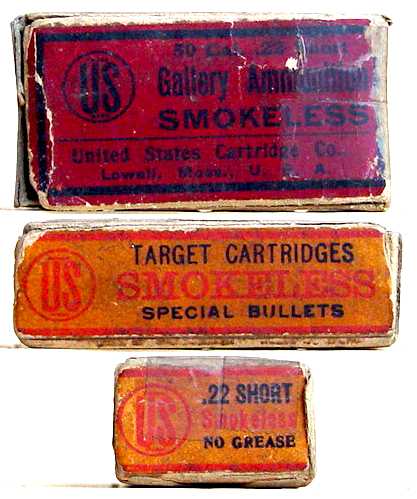 50 Cal. .22 Short
US
Gallery Ammunition
SMOKELESS
United States Cartridge Co.
Lowell, Mass., U. S. A.
US
TARGET CARTRIDGES
SMOKELESS
SPECIAL BULLETS
US
.22 SHORT
Smokeless
NO GREASE